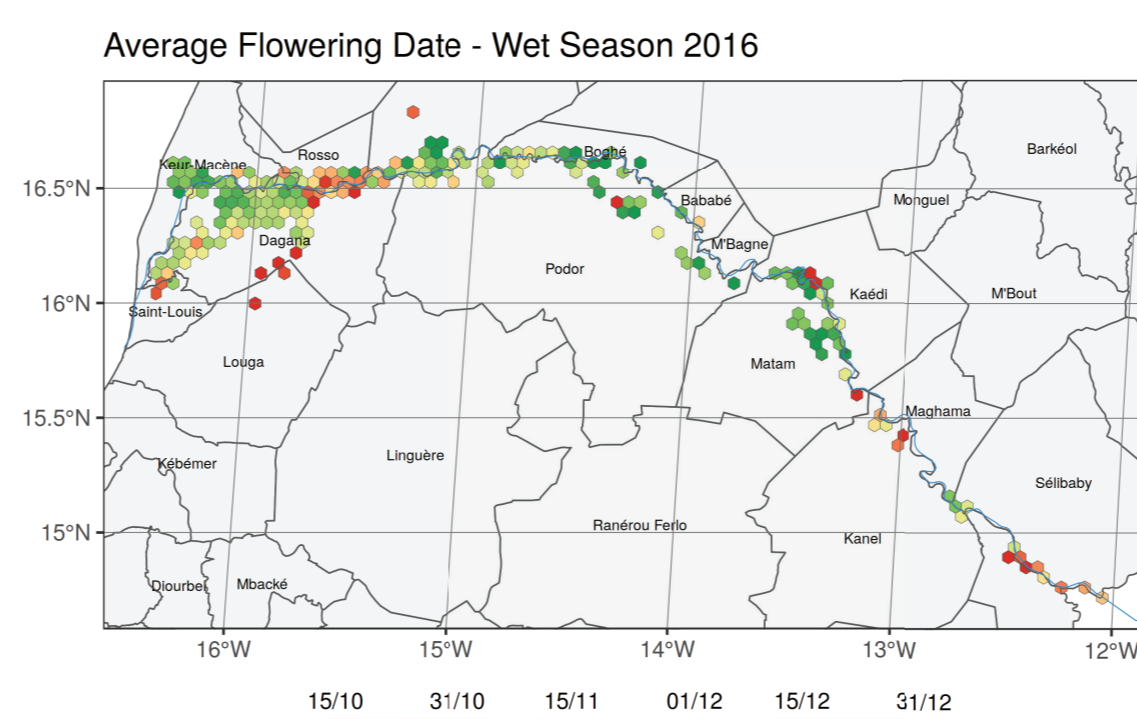 Average Flowering Date - Wet Season 2016
Barkéol
Boghé
Rosso
Keur-Macène
16.5°N
Monguel
Bababé
Dagana
M'Bagne
Podor
Kaédi
M'Bout
16°N
Saint-Louis
Louga
Matam
15.5°N
Maghama
Linguère
Kébémer
Sélibaby
Ranérou Ferlo
15°N
Kanel
Diourbel
Mbacké
16°W 15°W 14°W 13°W 12°W
15/10 31/10 15/11 01/12 15/12 31/12